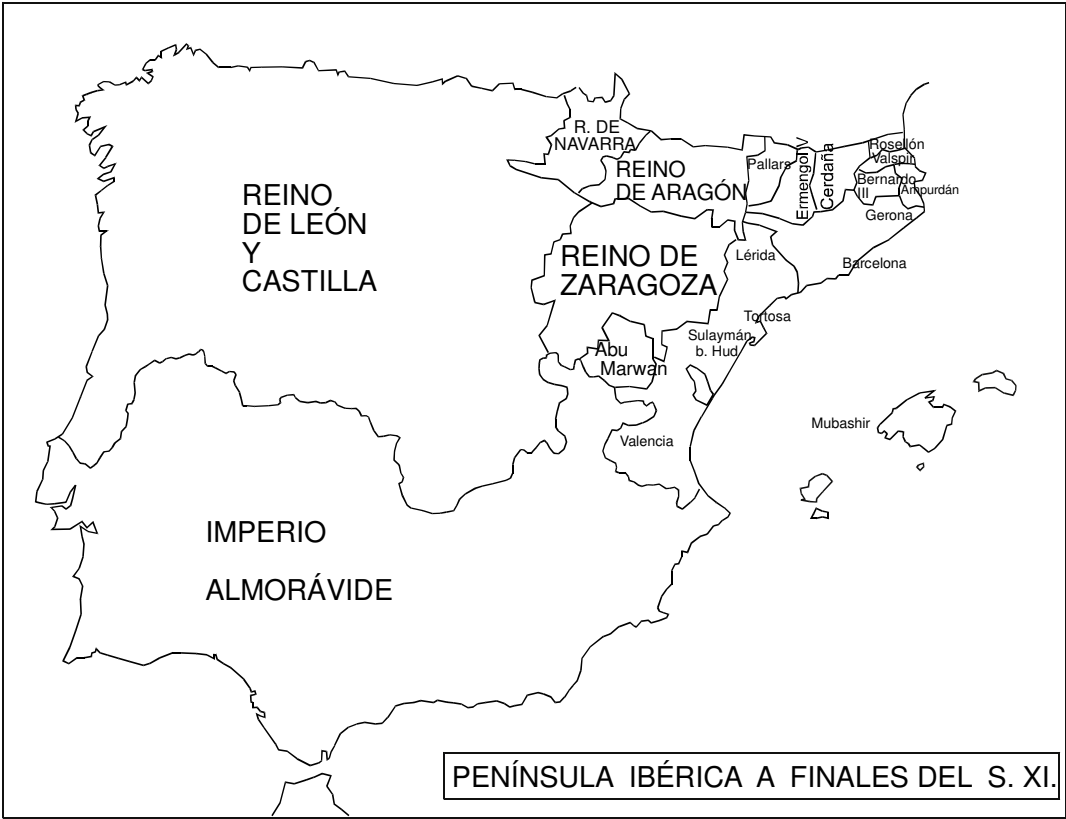 R. DE
NAVARRA
REINO
DE ARAGÓN
Pallars
Ermengol IV
Cerdaña
Rosellón
Valspir
Bernardo
III
Ampurdán
Gerona
REINO
DE LEÓN
Y
CASTILLA
REINO DE
ZARAGOZA
Lérida
Barcelona
Tortosa
Sulaymán
b. Hud
Abu
Marwan
Mubashir
Valencia
IMPERIO
ALMORÁVIDE
PENÍNSULA IBÉRICA A FINALES DEL S. XI.